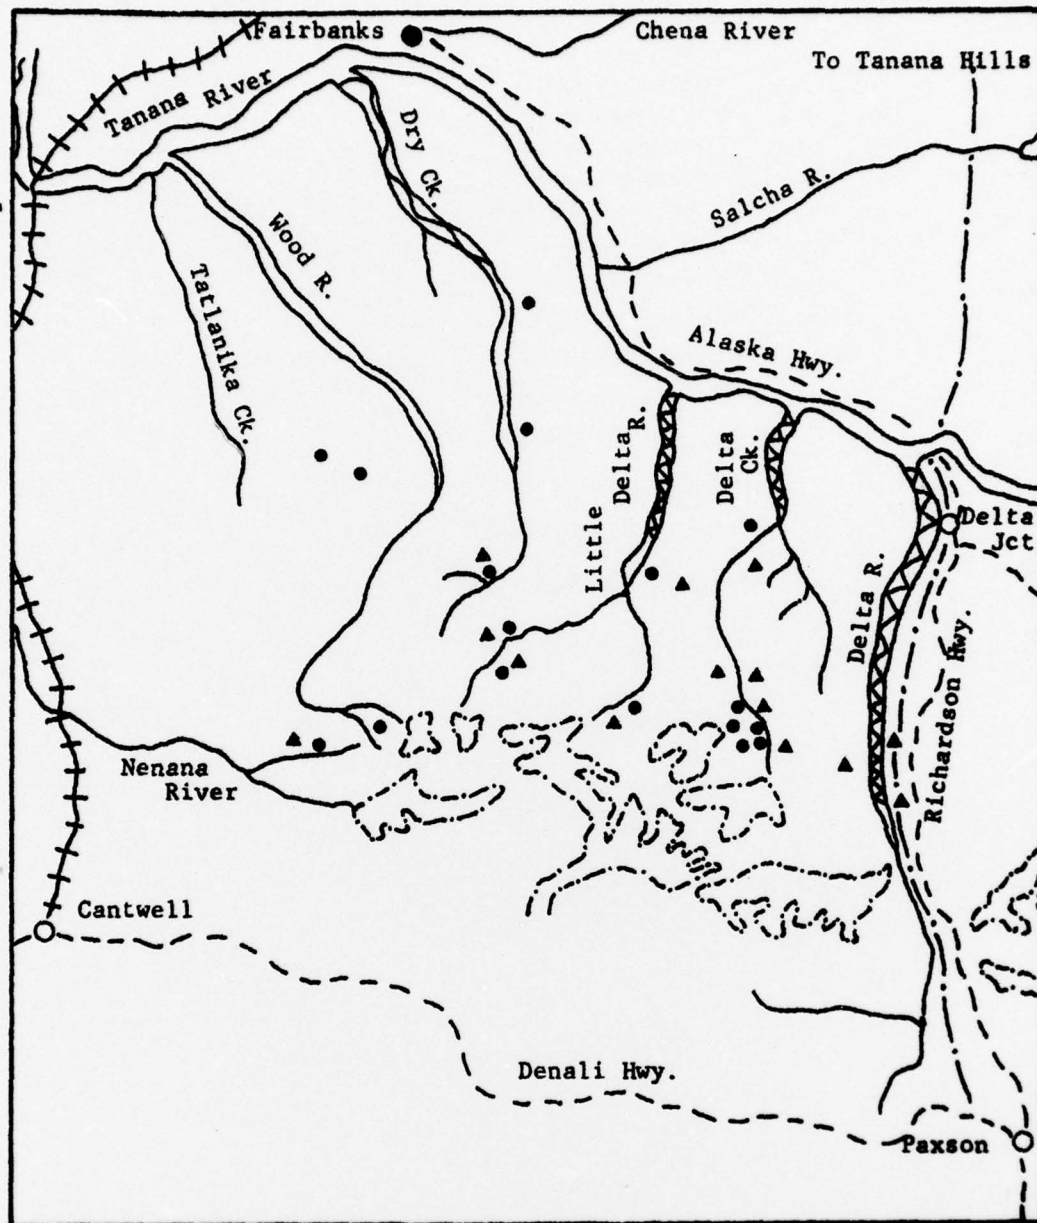 Fairbanks
Chena River
To Tanana Hills
Tanana River
Dry Ck.
Salcha R.
Wood R.
Tatlanika Ck.
Alaska Hwy.
Little Delta R.
Delta Ck.
Delta
Jct
Delta R.
Richardson Hwy.
Nenana
River
Cantwell
Denali Hwy.
Paxson